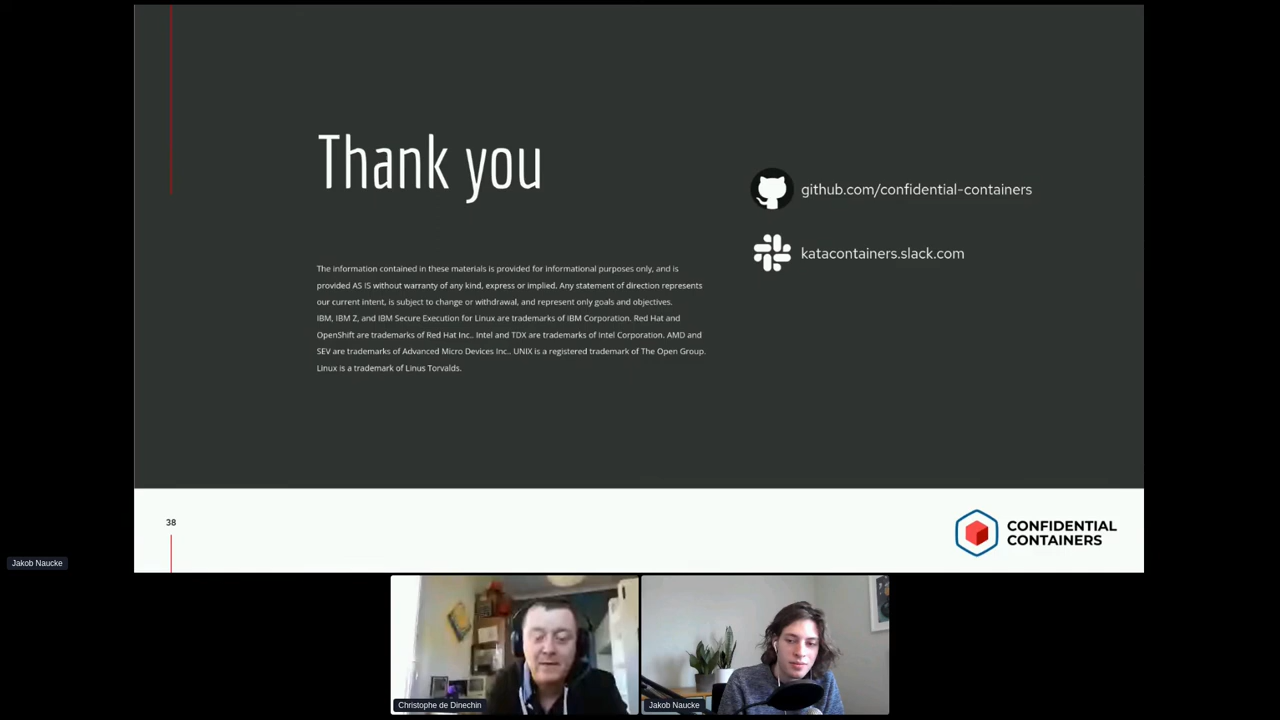 Thank you
github.com/confidential-containers
katacontainers.slack.com
The information contained in these materials is provided for informational purposes only, and is
provided AS IS without warranty of any kind, express or implied. Any statement of direction represents
our current intent, is subject to change or withdrawal, and represent only goals and objectives.
IBM, IBM Z, and IBM Secure Execution for Linux are trademarks of IBM Corporation. Red Hat and
OpenShift are trademarks of Red Hat Inc.. Intel and TDX are trademarks of Intel Corporation. AMD and
SEV are trademarks of Advanced Micro Devices Inc.. UNIX is a registered trademark of The Open Group.
Linux is a trademark of Linus Torvalds.
38
CONFIDENTIAL
CONTAINERS
Jakob Naucke
Christophe de Dinechin
Jakob Naucke